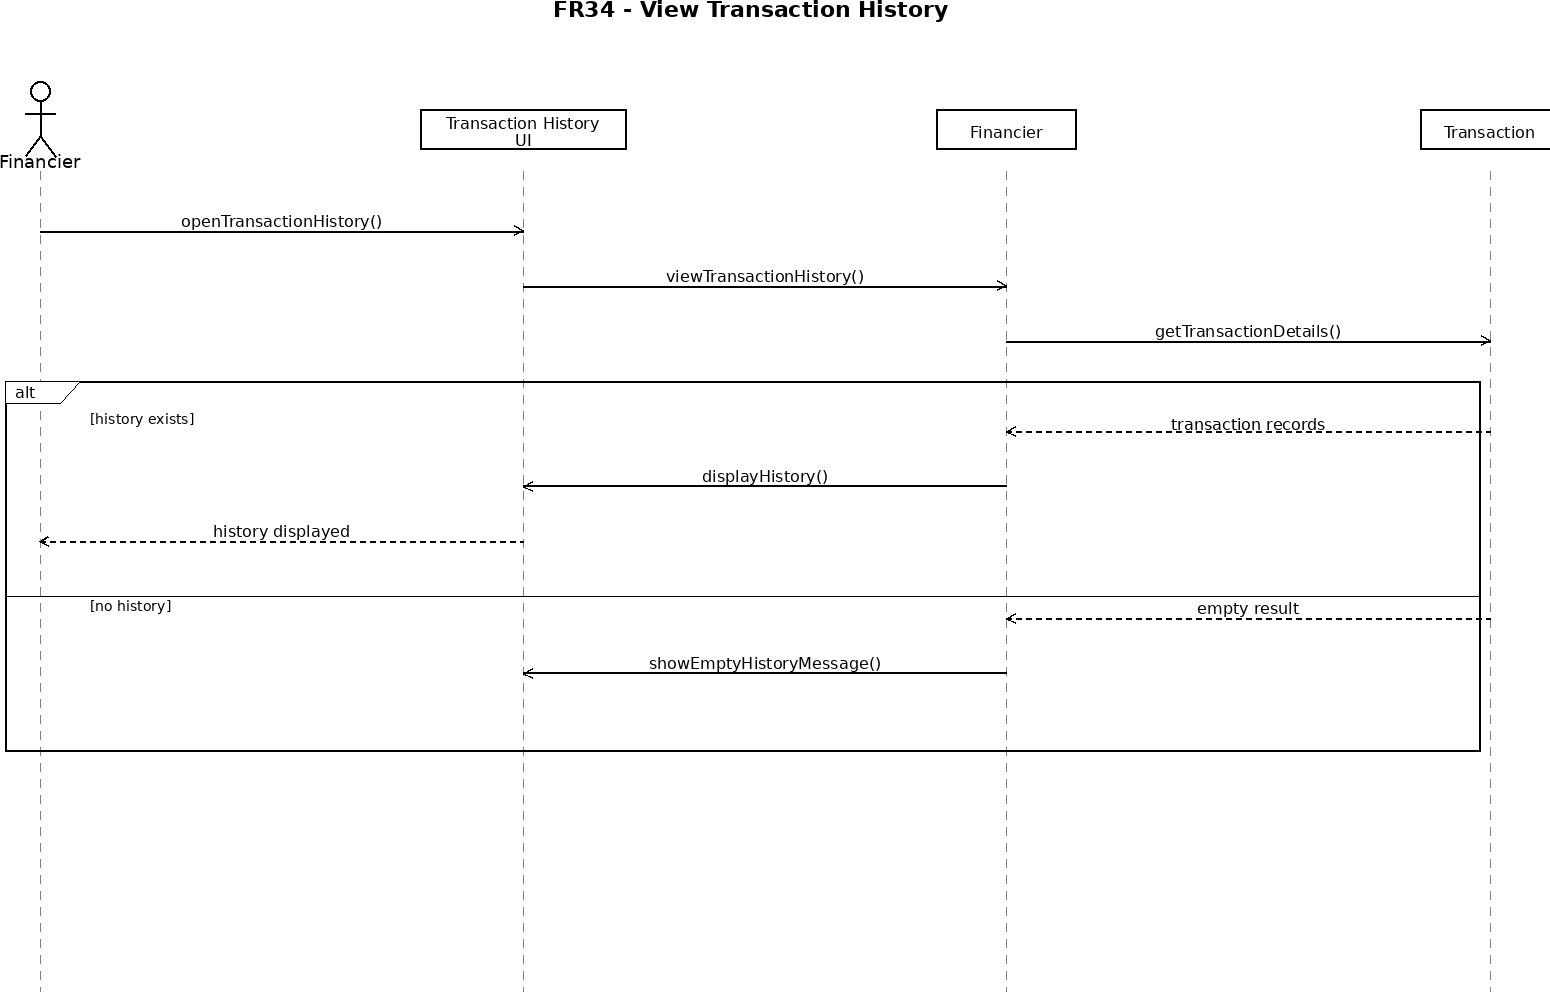 FR34 - View Transaction History
Financier
Transaction History
UI
Financier
Transaction
openTransactionHistory()
viewTransactionHistory()
getTransactionDetails()
alt
[history exists]
transaction records
displayHistory()
history displayed
[no history]
empty result
showEmptyHistoryMessage()